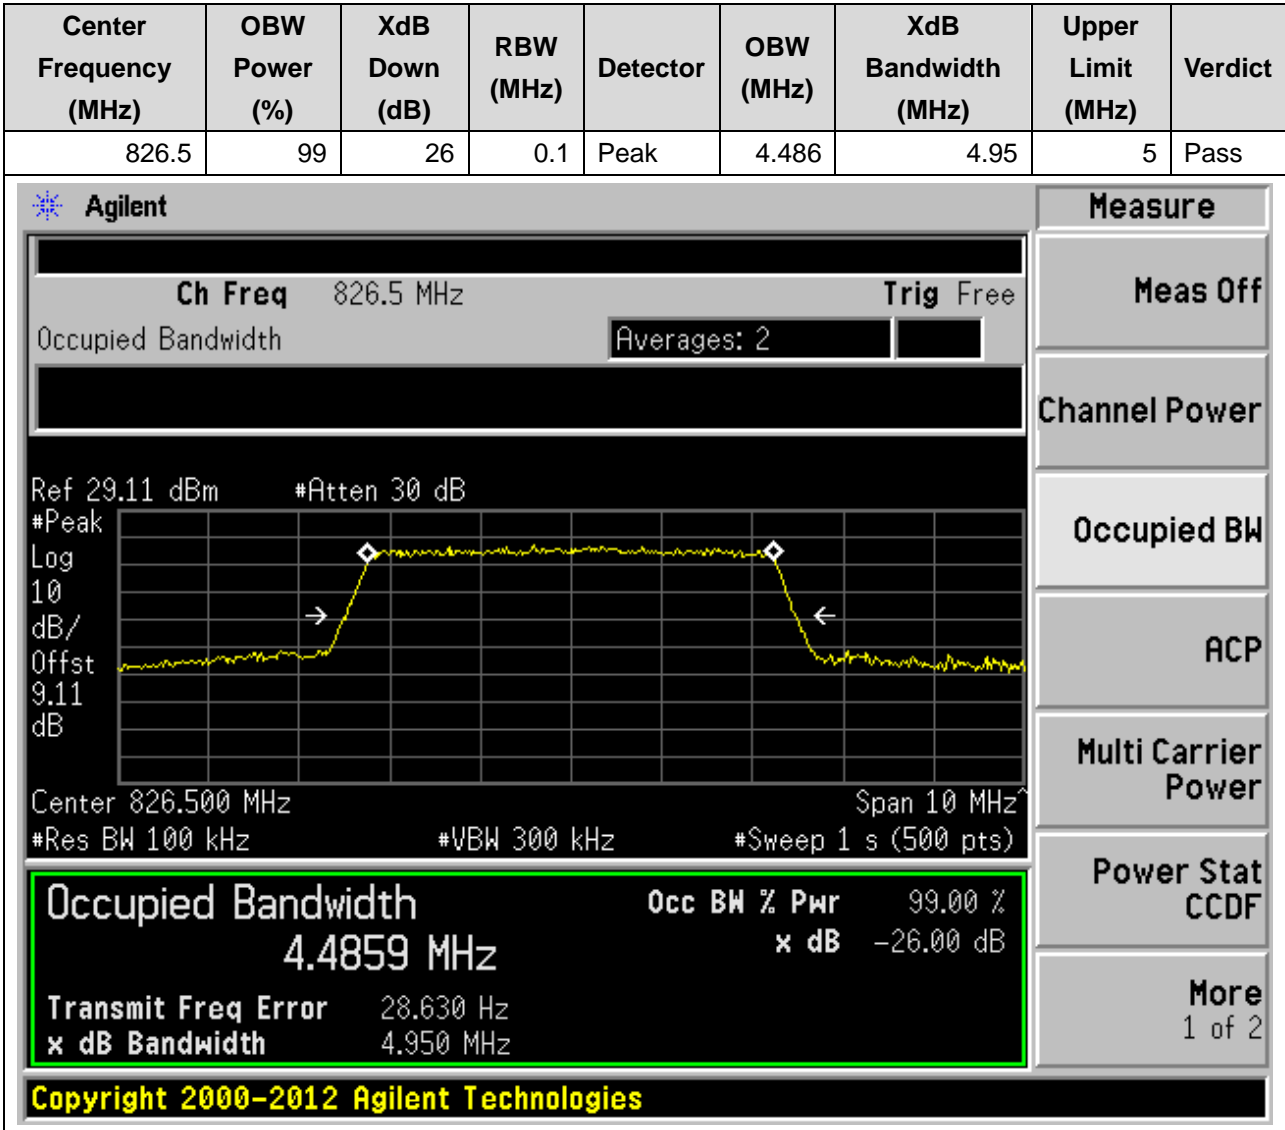 Center Frequency (MHz) OBW Power (%) XdB Down (dB) RBW (MHz) Detector OBW (MHz) XdB Bandwidth (MHz) Upper Limit (MHz) Verdict
826.5 99 26 0.1 Peak 4.486 4.95 5 Pass
Agilent
Measure
Ch Freq 826.5 MHz Trig Free
Occupied Bandwidth Averages: 2
Meas Off
Channel Power
Occupied BW
ACP
Multi Carrier
Power
Power Stat
CCDF
More
1 of 2
Ref 29.11 dBm #Atten 30 dB
#Peak
Log
10
dB/
Offst
9.11
dB
Center 826.500 MHz Span 10 MHz^
#Res BW 100 kHz #VBW 300 kHz #Sweep 1 s (500 pts)
Occupied Bandwidth Occ BW % Pwr 99.00 %
4.4859 MHz x dB -26.00 dB
Transmit Freq Error 28.630 Hz
x dB Bandwidth 4.950 MHz
Copyright 2000-2012 Agilent Technologies